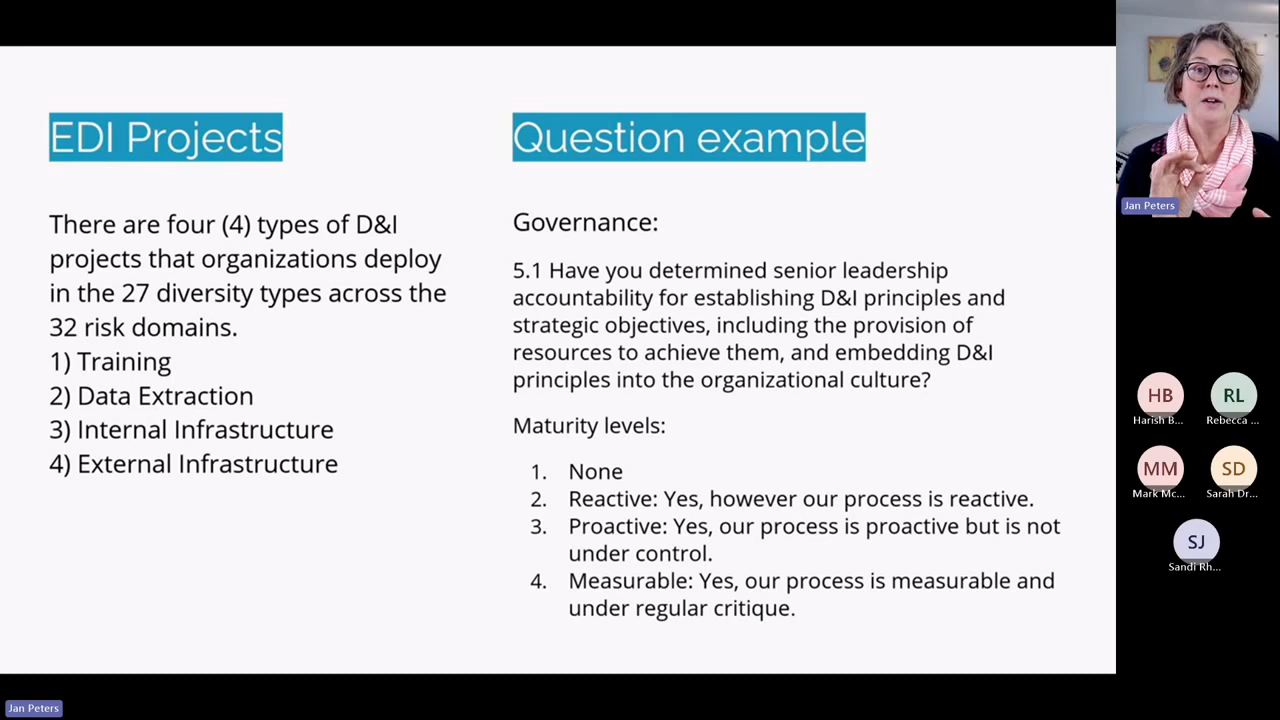 EDI Projects
There are four (4) types of D&I
projects that organizations deploy
in the 27 diversity types across the
32 risk domains.
1) Training
2) Data Extraction
3) Internal Infrastructure
4) External Infrastructure
Question example
Governance:
5.1 Have you determined senior leadership
accountability for establishing D&I principles and
strategic objectives, including the provision of
resources to achieve them, and embedding D&I
principles into the organizational culture?
Maturity levels:
1. None
2. Reactive: Yes, however our process is reactive.
3. Proactive: Yes, our process is proactive but is not
under control.
4. Measurable: Yes, our process is measurable and
under regular critique.
Jan Peters
HB
Harish B...
RL
Rebecca ...
MM
Mark Mc...
SD
Sarah Dr...
SJ
Sandi Rh...
Jan Peters